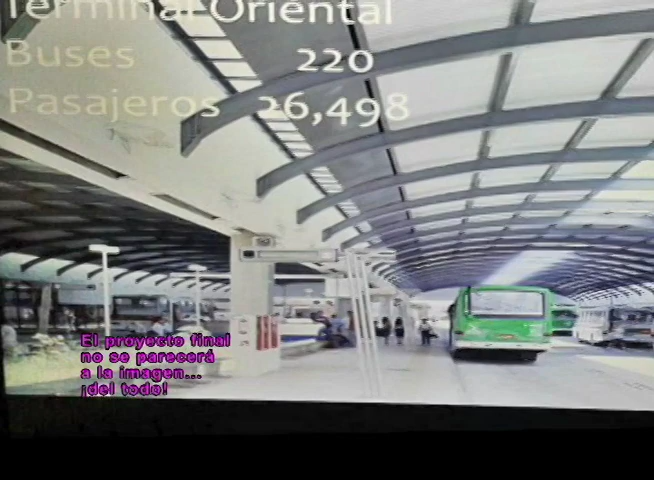 Terminal Oriental
Buses 220
Pasajeros 26,498
El proyecto final
no se parecerá
a la imagen...
¡del todo!